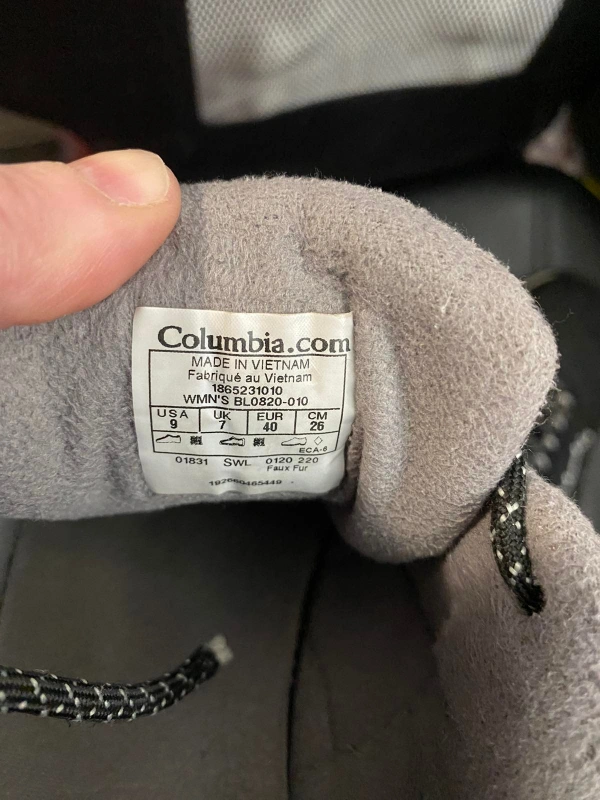 Columbia.com
MADE IN VIETNAM
Fabriqué au Vietnam
1865231010
WMN'S BL0820-010
USA UK EUR CM
9 7 40 26
ECA-6
01831 SWL 0120 220
Faux Fur
192660465449